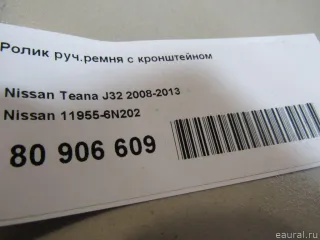 Ролик руч.ремня с кронштейном
Nissan Teana J32 2008-2013
Nissan 11955-6N202
80 906 609
eaural.ru